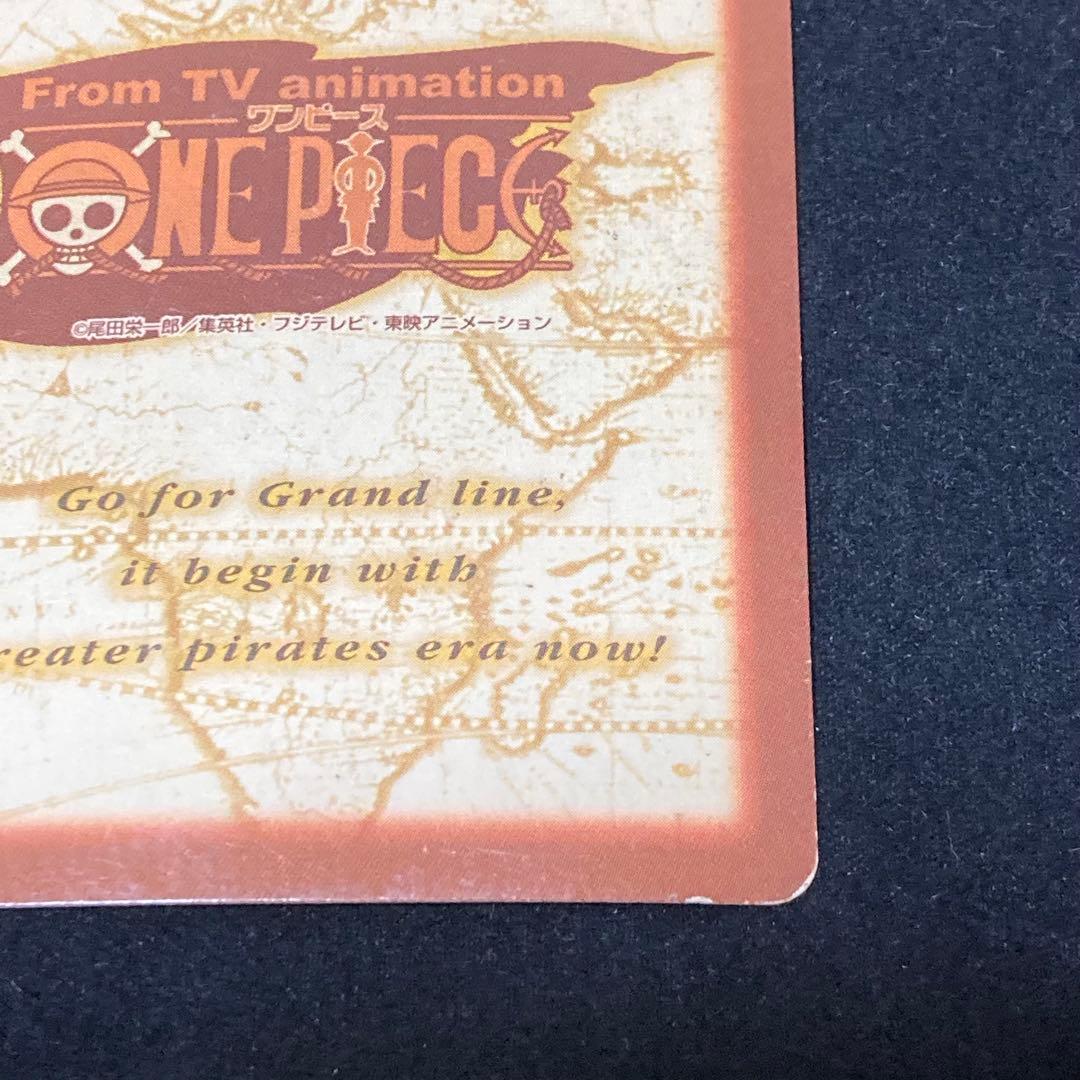 From TV animation
ワンピース
ONE PIECE
©尾田栄一郎／集英社・フジテレビ・東映アニメーション
Go for Grand line,
it begin with
reater pirates era now!